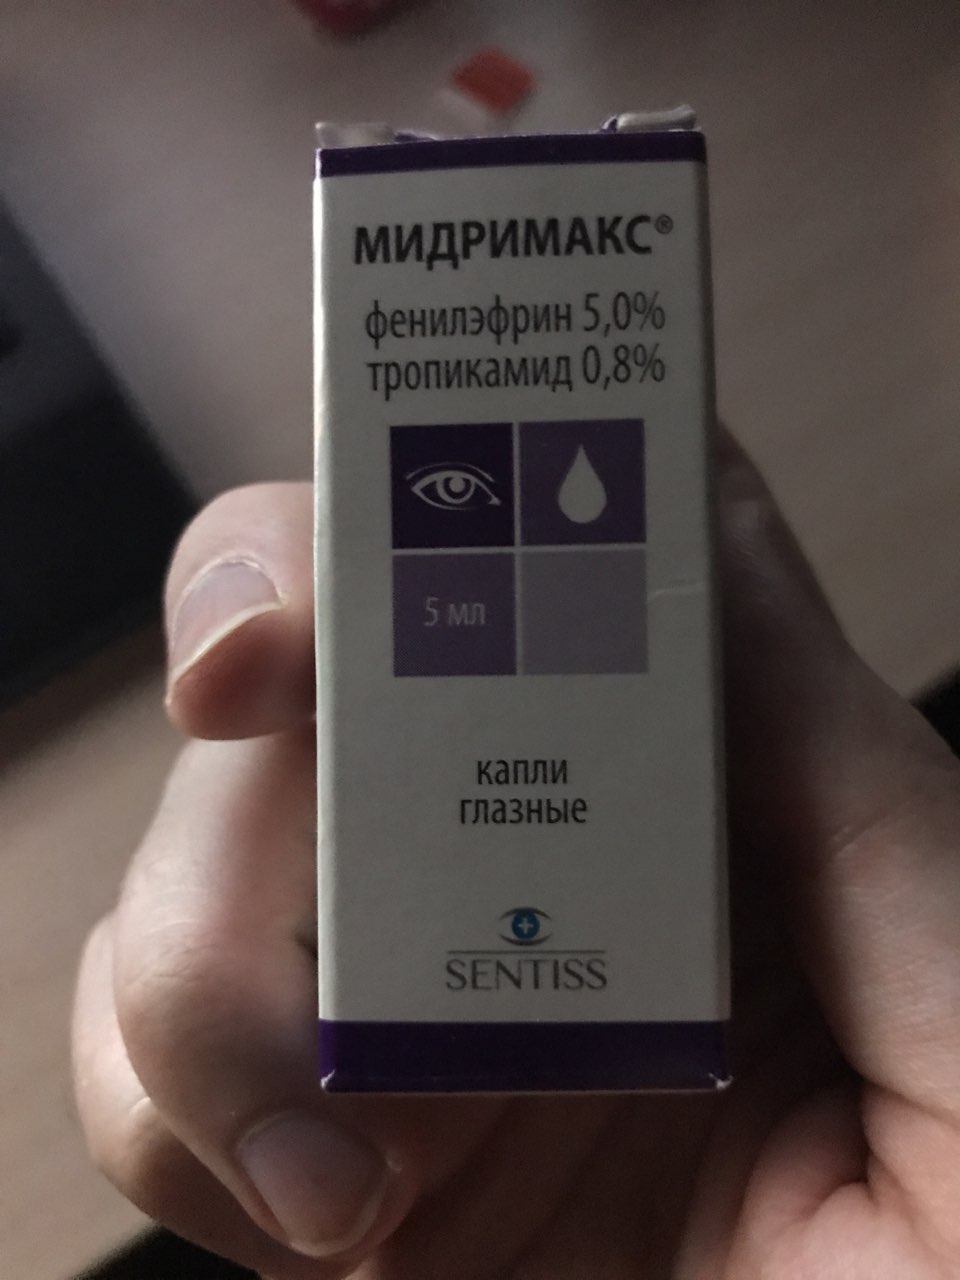 МИДРИМАКС®
фенилэфрин 5,0%
тропикамид 0,8%
5 мл
капли
глазные
SENTISS